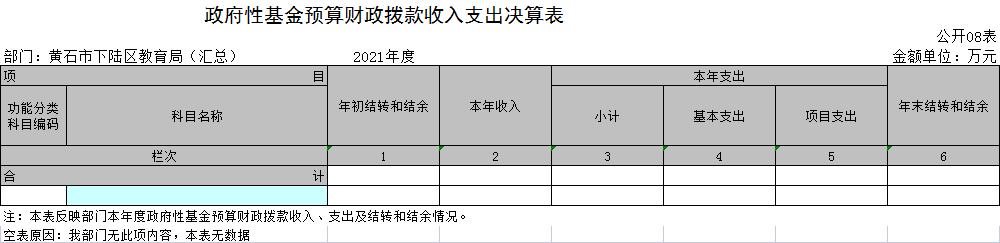 政府性基金预算财政拨款收入支出决算表
公开08表
部门：黄石市下陆区教育局（汇总） 2021年度 金额单位：万元
项 目 年初结转和结余 本年收入 本年支出 年末结转和结余
功能分类科目编码 科目名称 小计 基本支出 项目支出
栏次 1 2 3 4 5 6
合 计
注：本表反映部门本年度政府性基金预算财政拨款收入、支出及结转和结余情况。
空表原因：我部门无此项内容，本表无数据